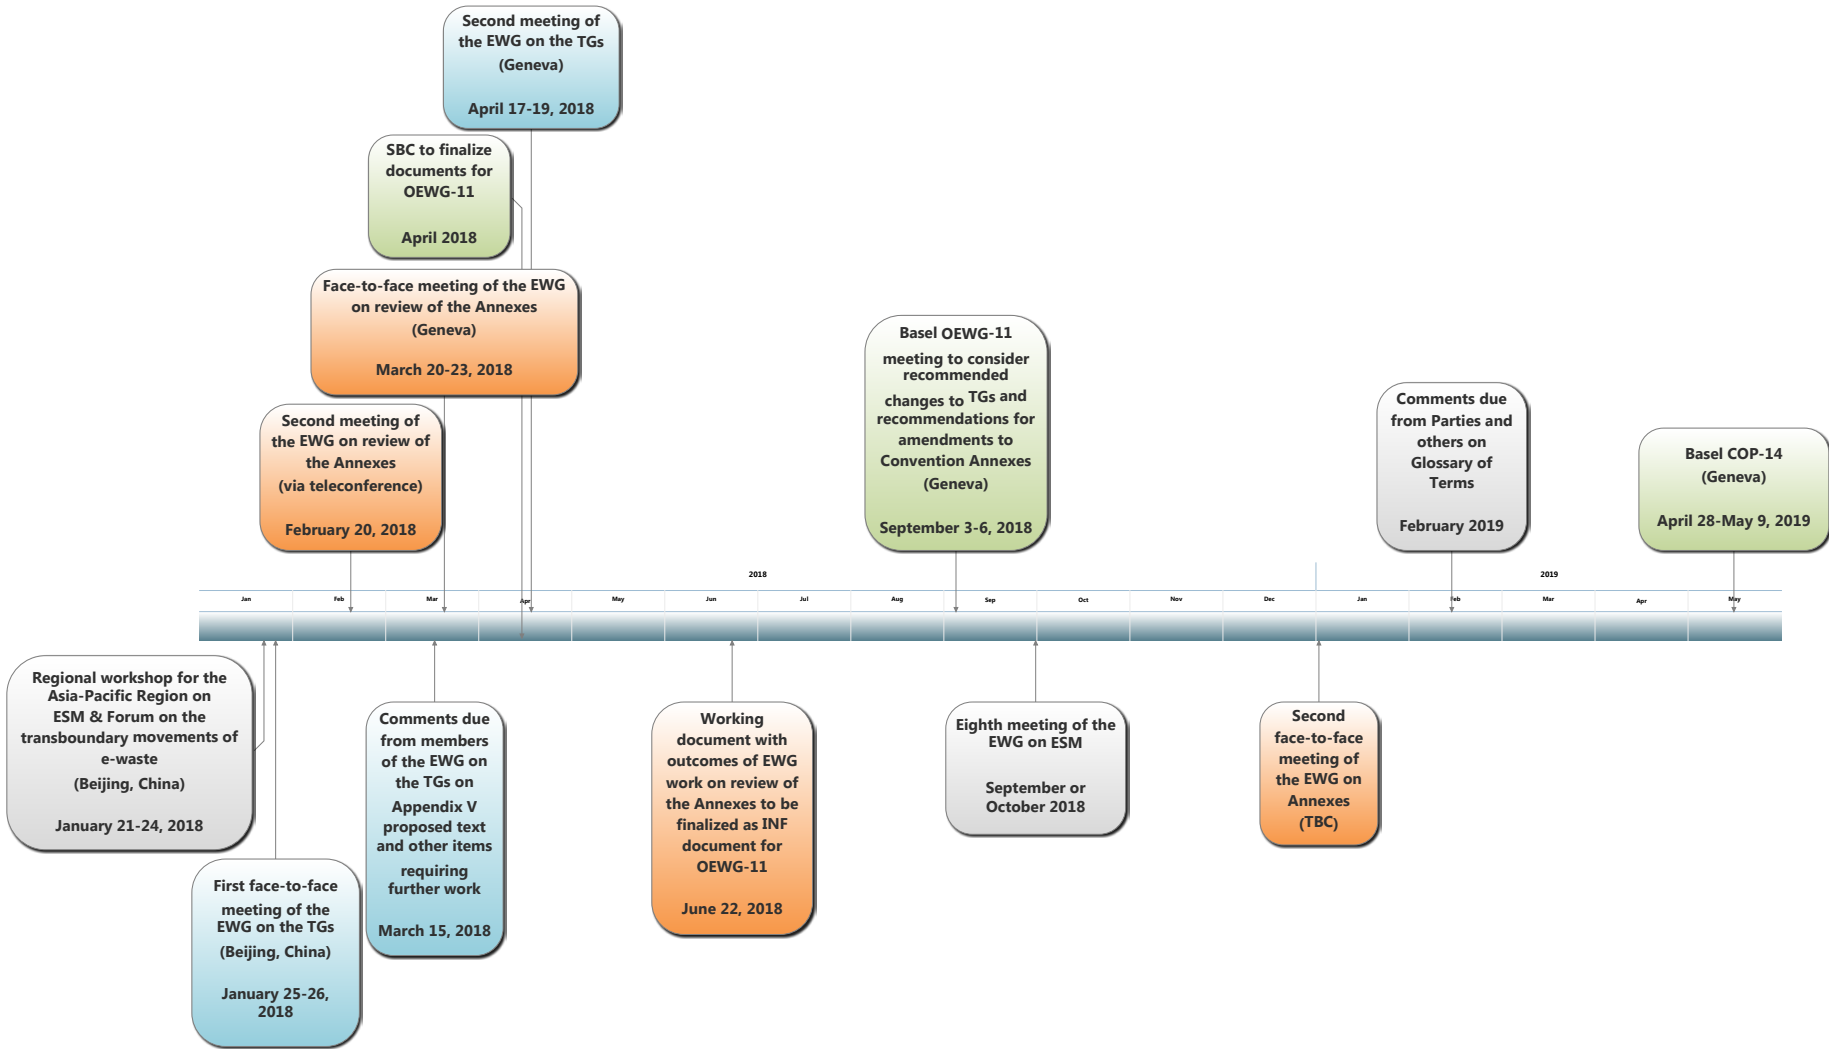 Second meeting of
the EWG on the TGs
(Geneva)
April 17-19, 2018
SBC to finalize
documents for
OEWG-11
April 2018
Face-to-face meeting of the EWG
on review of the Annexes
(Geneva)
March 20-23, 2018
Second meeting of
the EWG on review of
the Annexes
(via teleconference)
February 20, 2018
Basel OEWG-11
meeting to consider
recommended
changes to TGs and
recommendations for
amendments to
Convention Annexes
(Geneva)
September 3-6, 2018
Comments due
from Parties and
others on
Glossary of
Terms
February 2019
Basel COP-14
(Geneva)
April 28-May 9, 2019
2018
2019
Jan
Feb
Mar
Apr
May
Jun
Jul
Aug
Sep
Oct
Nov
Dec
Jan
Feb
Mar
Apr
May
Regional workshop for the
Asia-Pacific Region on
ESM & Forum on the
transboundary movements of
e-waste
(Beijing, China)
January 21-24, 2018
First face-to-face
meeting of the
EWG on the TGs
(Beijing, China)
January 25-26,
2018
Comments due
from members
of the EWG on
the TGs on
Appendix V
proposed text
and other items
requiring
further work
March 15, 2018
Working
document with
outcomes of EWG
work on review of
the Annexes to be
finalized as INF
document for
OEWG-11
June 22, 2018
Eighth meeting of the
EWG on ESM
September or
October 2018
Second
face-to-face
meeting of
the EWG on
Annexes
(TBC)